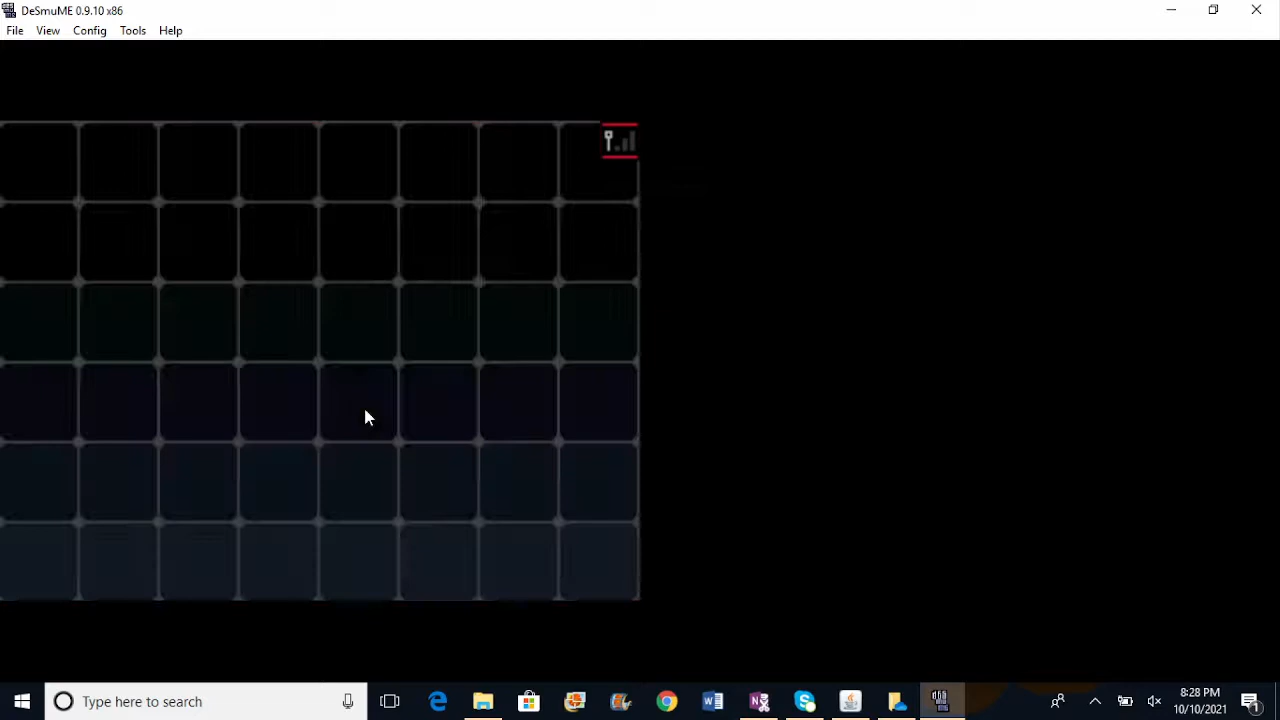 DeSmuME 0.9.10 x86
File View Config Tools Help
Type here to search
8:28 PM
10/10/2021
1